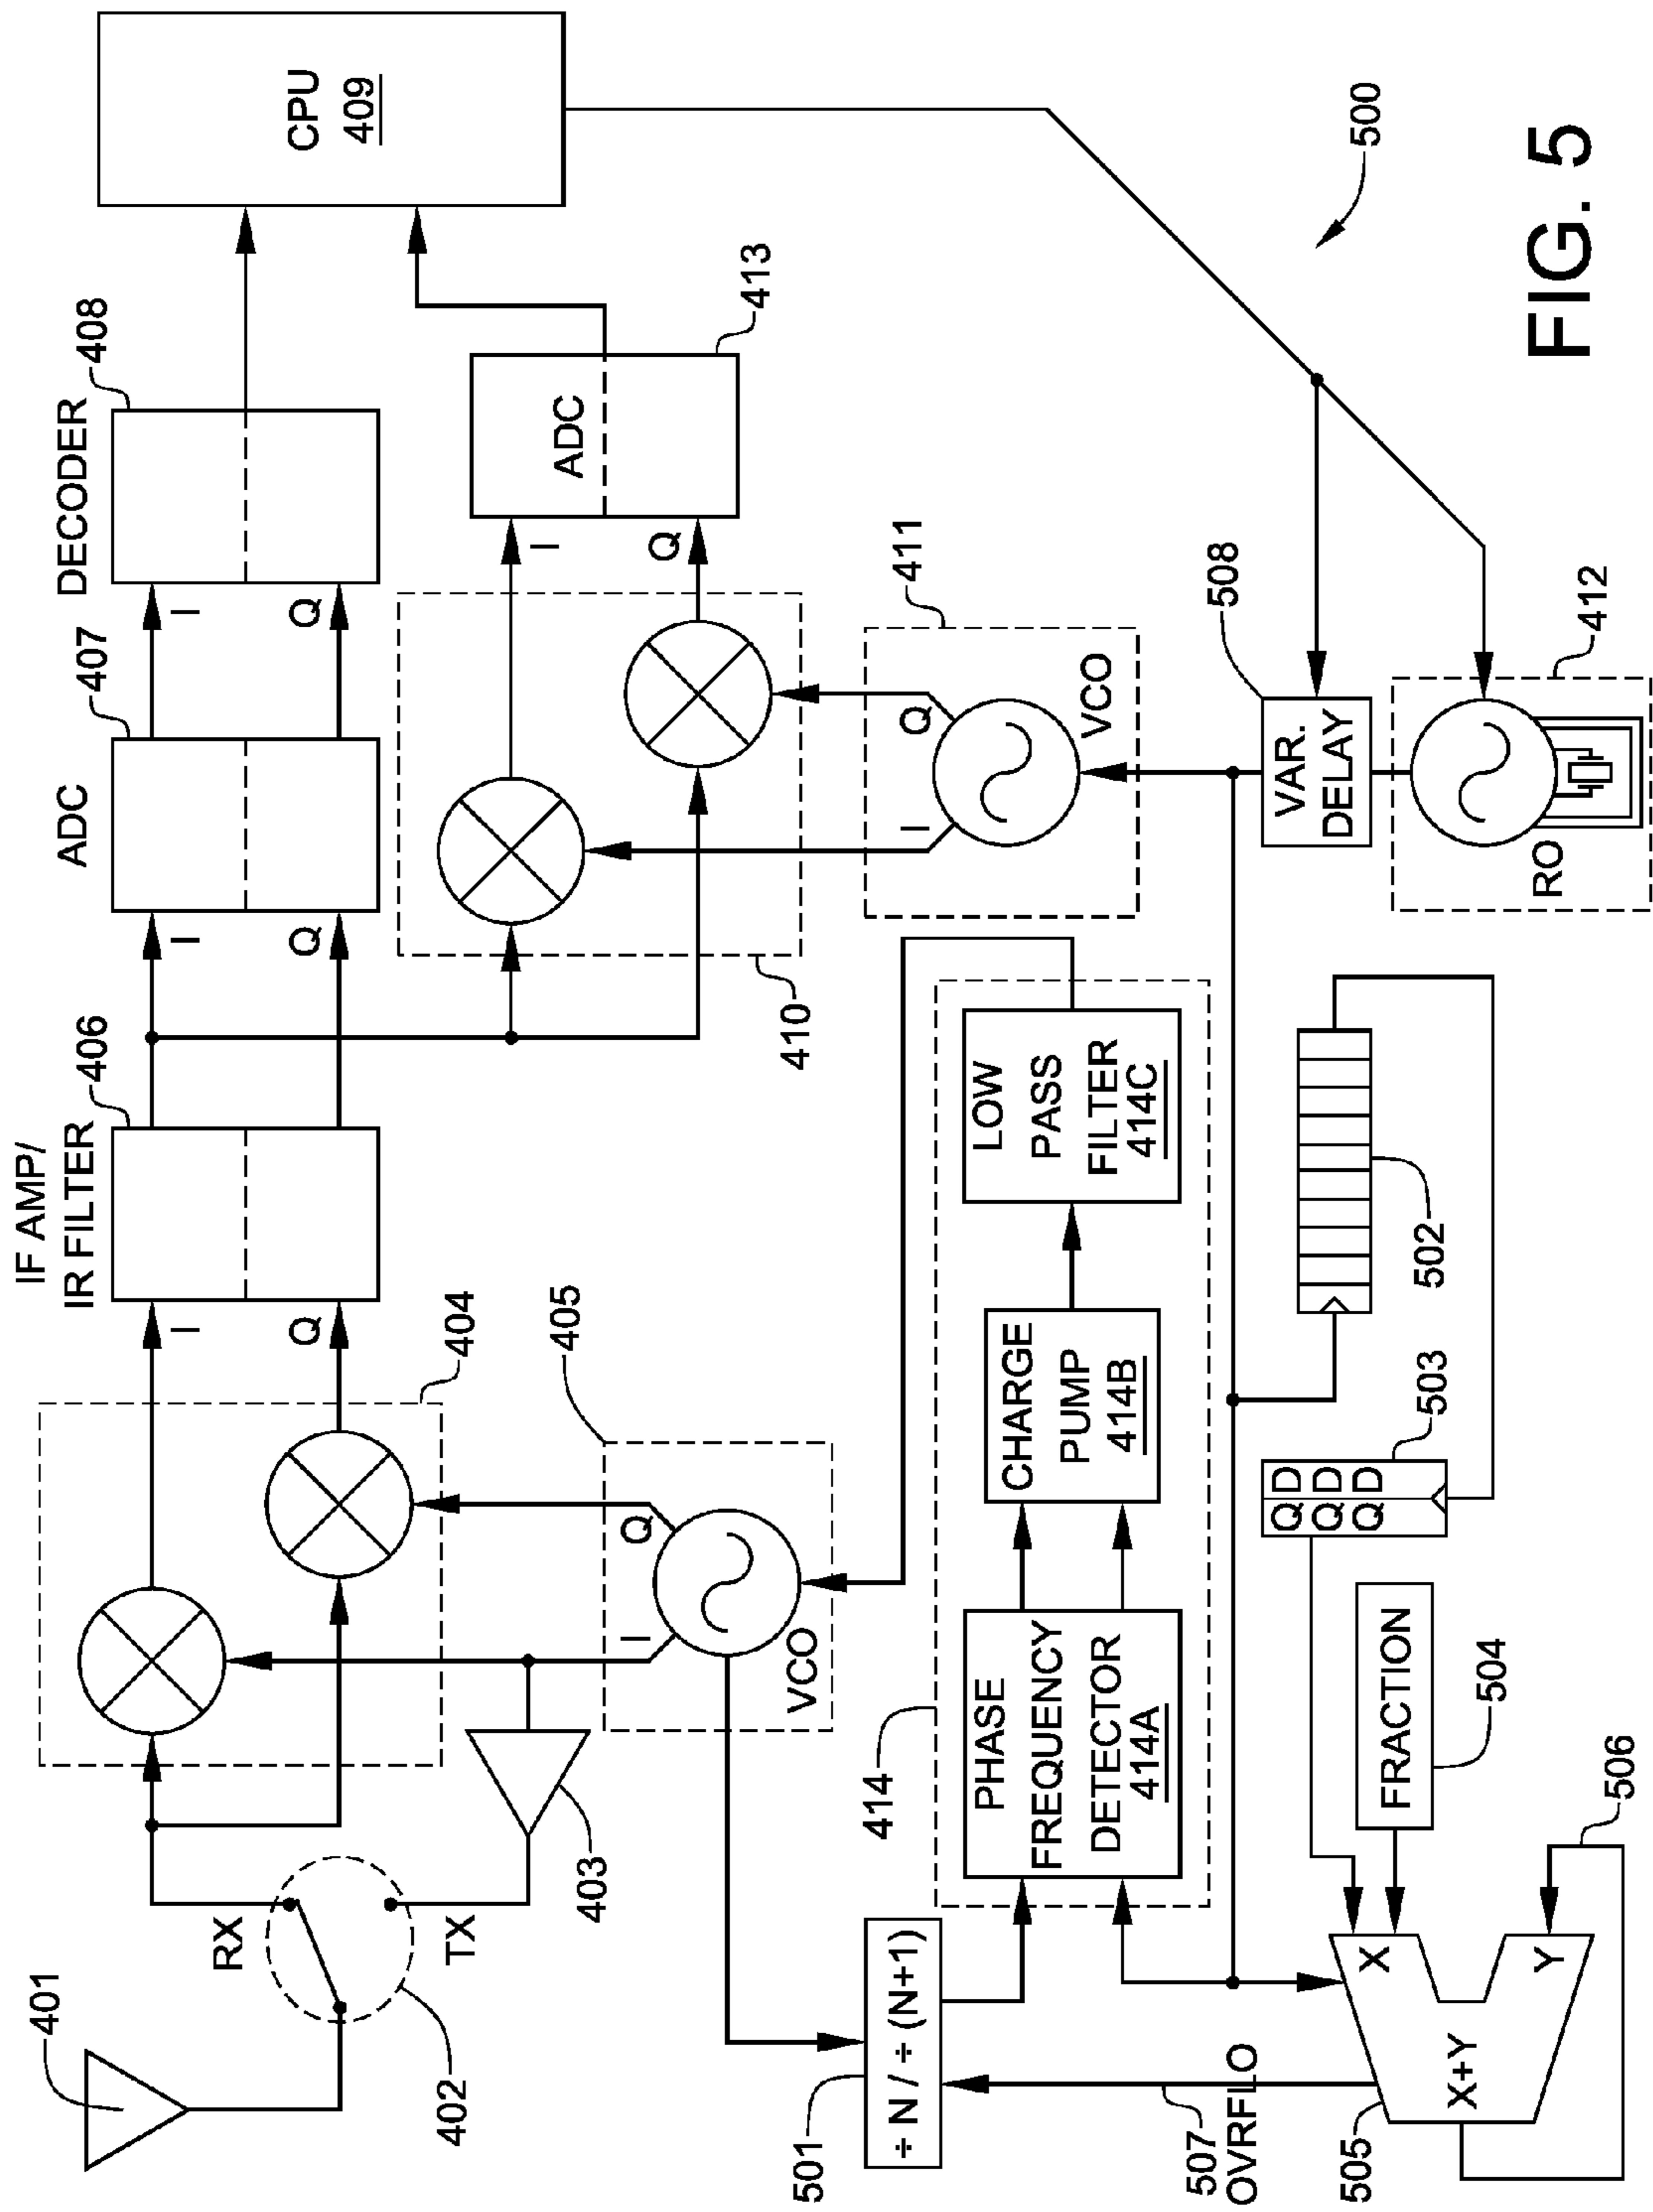 401
RX
402
TX
403
404
I
Q
405
I
Q
VCO
IF AMP/
IR FILTER
406
I
Q
ADC
407
I
Q
DECODER
408
CPU
409
410
I
Q
ADC
413
I
Q
VCO
411
501
÷ N / ÷ (N+1)
414
PHASE
FREQUENCY
DETECTOR
414A
CHARGE
PUMP
414B
LOW
PASS
FILTER
414C
VAR.
DELAY
508
RO
412
507
OVRFLO
505
X+Y
X
Y
506
FRACTION
504
Q D
Q D
Q D
503
502
500
FIG. 5